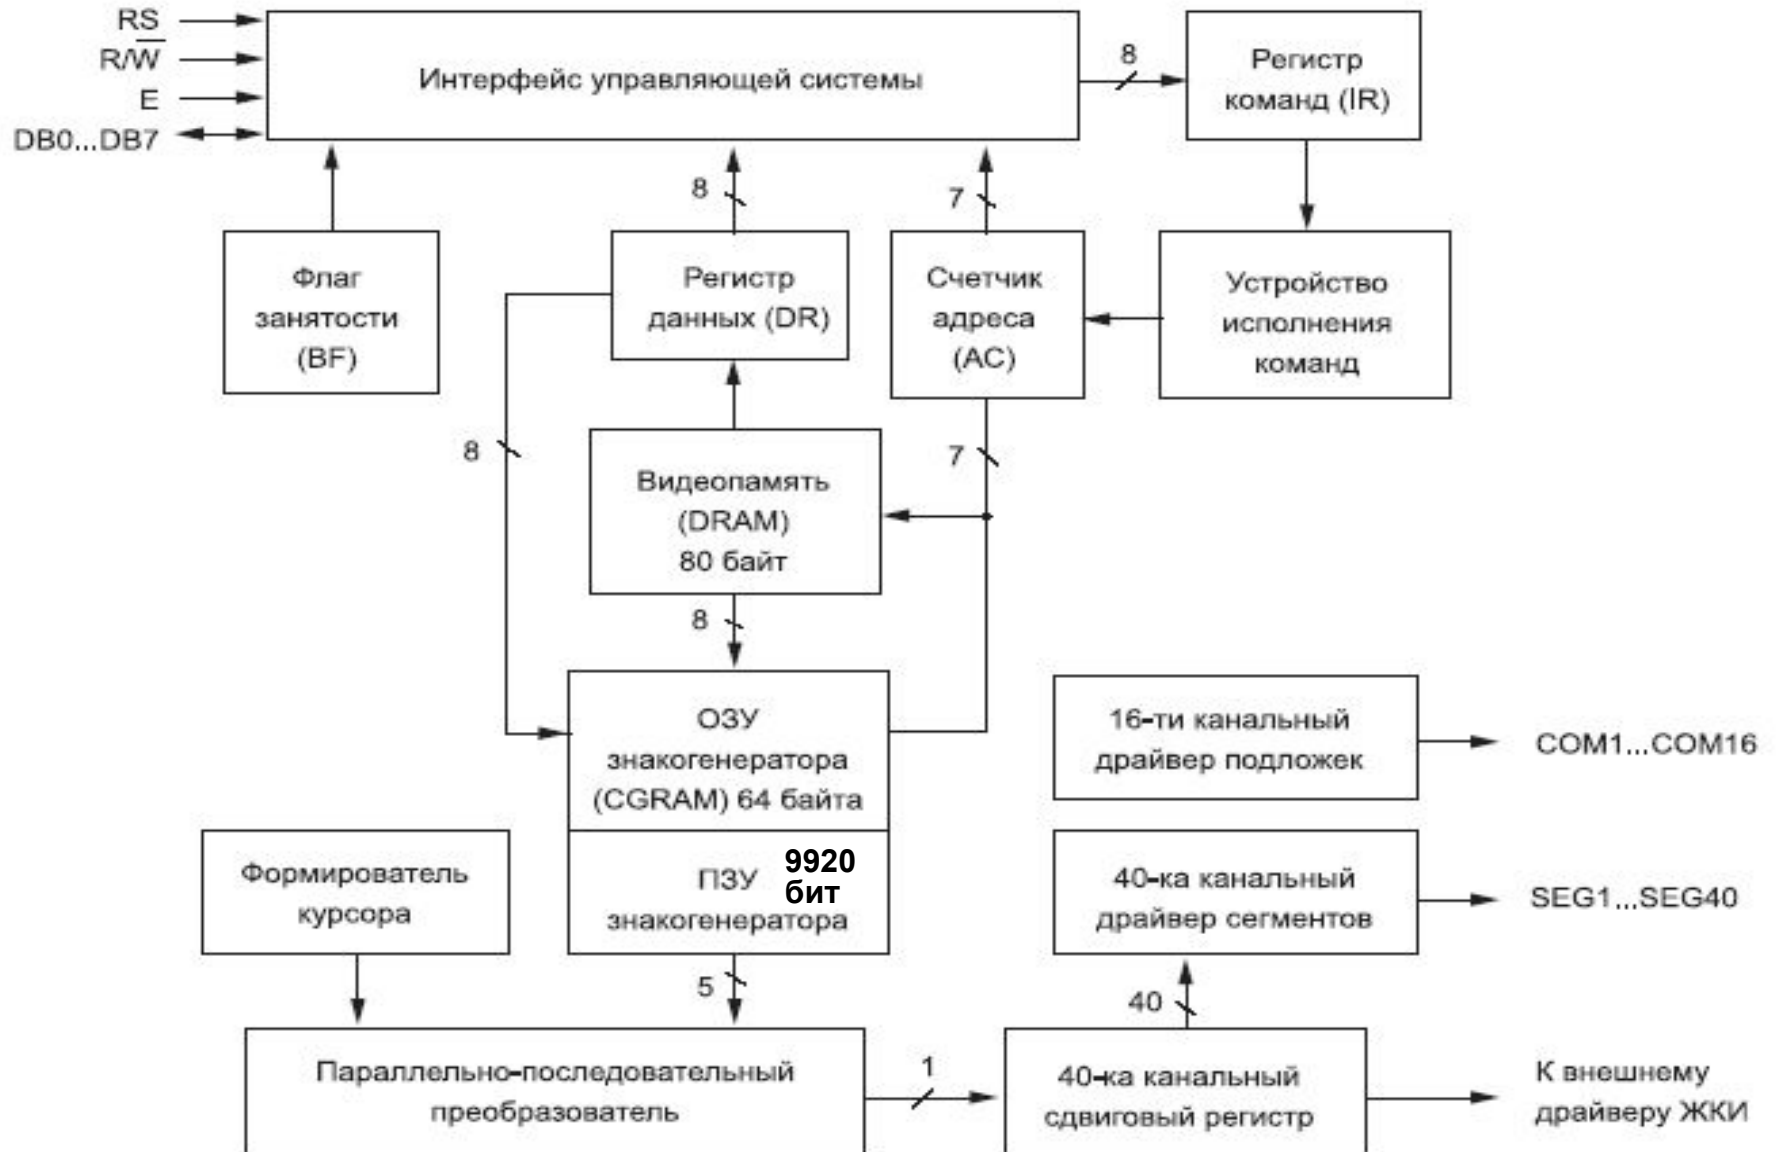 RS
R/W
E
DB0...DB7
Интерфейс управляющей системы
8
Регистр
команд (IR)
8
7
Флаг
занятости
(BF)
Регистр
данных (DR)
Счетчик
адреса
(AC)
Устройство
исполнения
команд
8
7
Видеопамять
(DRAM)
80 байт
8
ОЗУ
знакогенератора
(CGRAM) 64 байта
16-ти канальный
драйвер подложек
COM1...COM16
Формирователь
курсора
ПЗУ
знакогенератора
9920
бит
40-ка канальный
драйвер сегментов
SEG1...SEG40
5
40
Параллельно-последовательный
преобразователь
1
40-ка канальный
сдвиговый регистр
К внешнему
драйверу ЖКИ